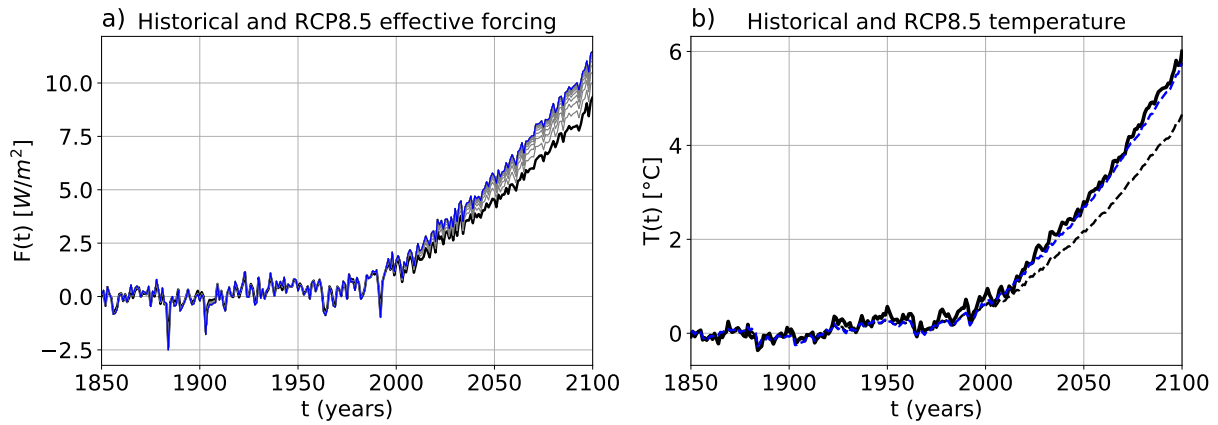 a) Historical and RCP8.5 effective forcing
F(t) [W/m²]
10.0
7.5
5.0
2.5
0.0
−2.5
1850 1900 1950 2000 2050 2100
t (years)
b) Historical and RCP8.5 temperature
T(t) [°C]
6
4
2
0
1850 1900 1950 2000 2050 2100
t (years)